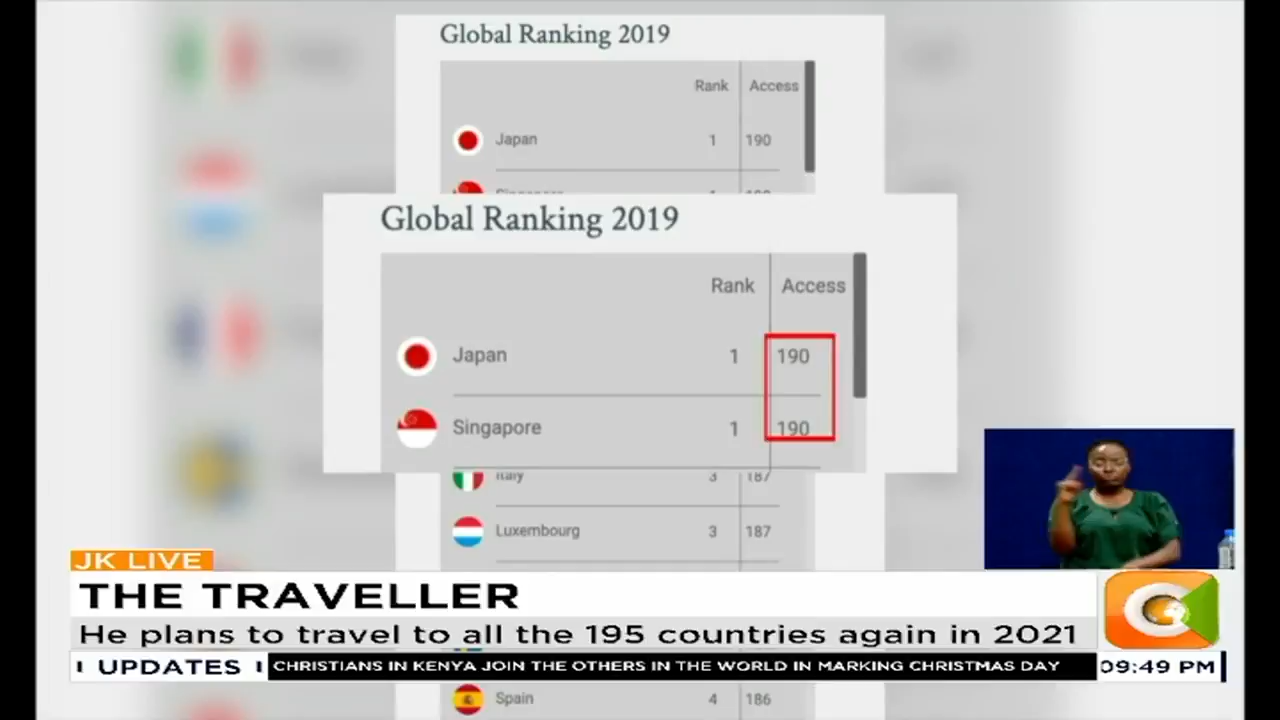 Global Ranking 2019
Rank Access
Japan 1 190
Global Ranking 2019
Rank Access
Japan 1 190
Singapore 1 190
Italy 3 187
Luxembourg 3 187
JK LIVE
THE TRAVELLER
He plans to travel to all the 195 countries again in 2021
UPDATES CHRISTIANS IN KENYA JOIN THE OTHERS IN THE WORLD IN MARKING CHRISTMAS DAY 09:49 PM
Spain 4 186